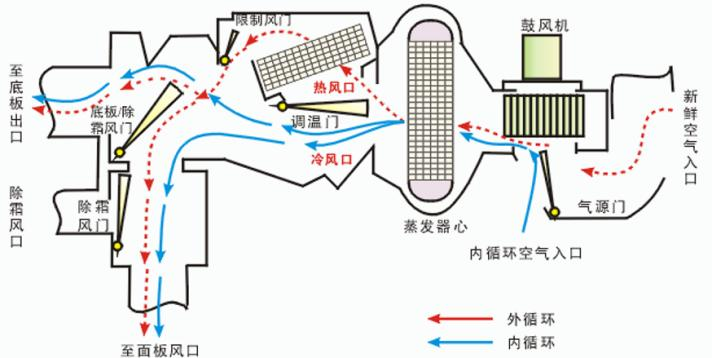 限制风门
鼓风机
至底板出口
热风口
底板/除
霜风门
调温门
冷风口
新鲜空气入口
除霜风口
除霜
风门
气源门
蒸发器心
内循环空气入口
外循环
内循环
至面板风口